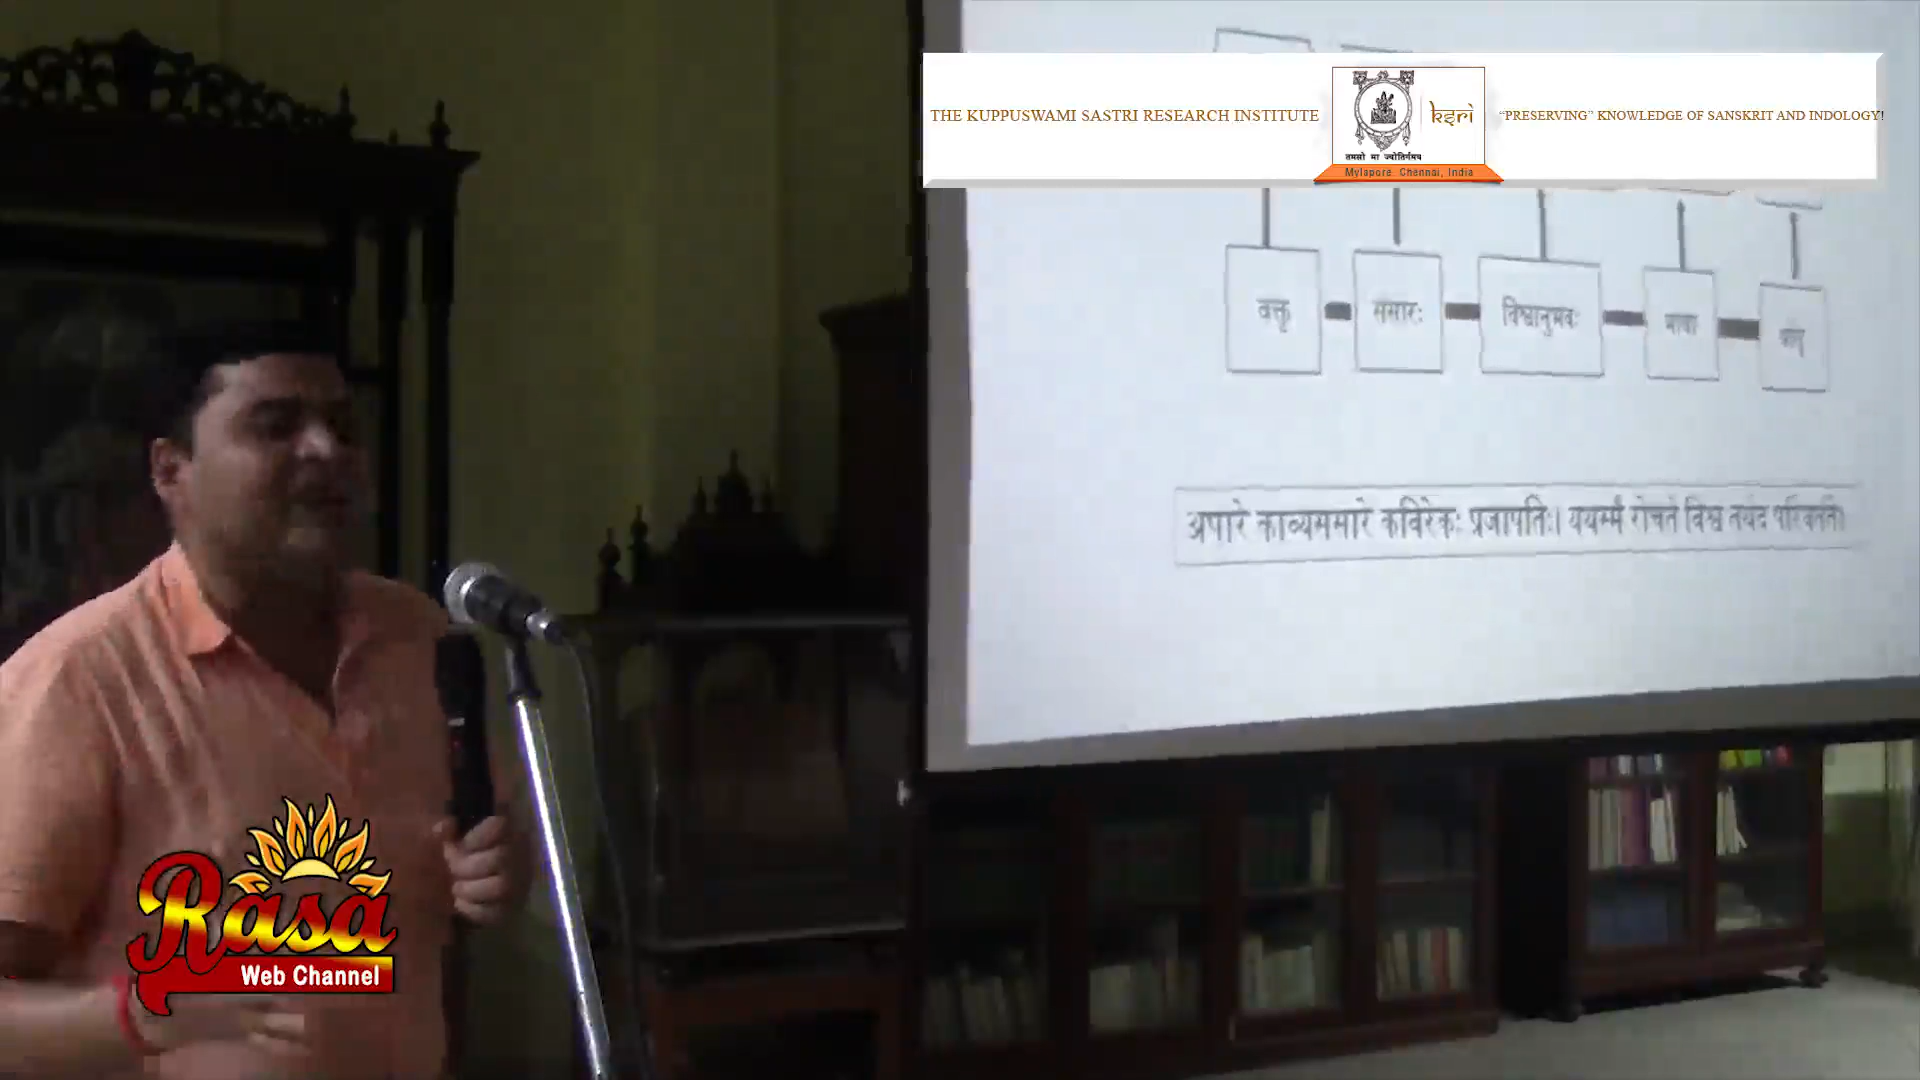 THE KUPPUSWAMI SASTRI RESEARCH INSTITUTE
ksri
“PRESERVING” KNOWLEDGE OF SANSKRIT AND INDOLOGY!
तमसो मा ज्योतिर्गमय
Mylapore. Chennai, India
वक्तृ
संसारः
विश्वानुभवः
भाषा
अपारे काव्यसंसारे कविरेकः प्रजापतिः। यथास्मै रोचते विश्वं तथेदं परिवर्तते।
Rasa
Web Channel